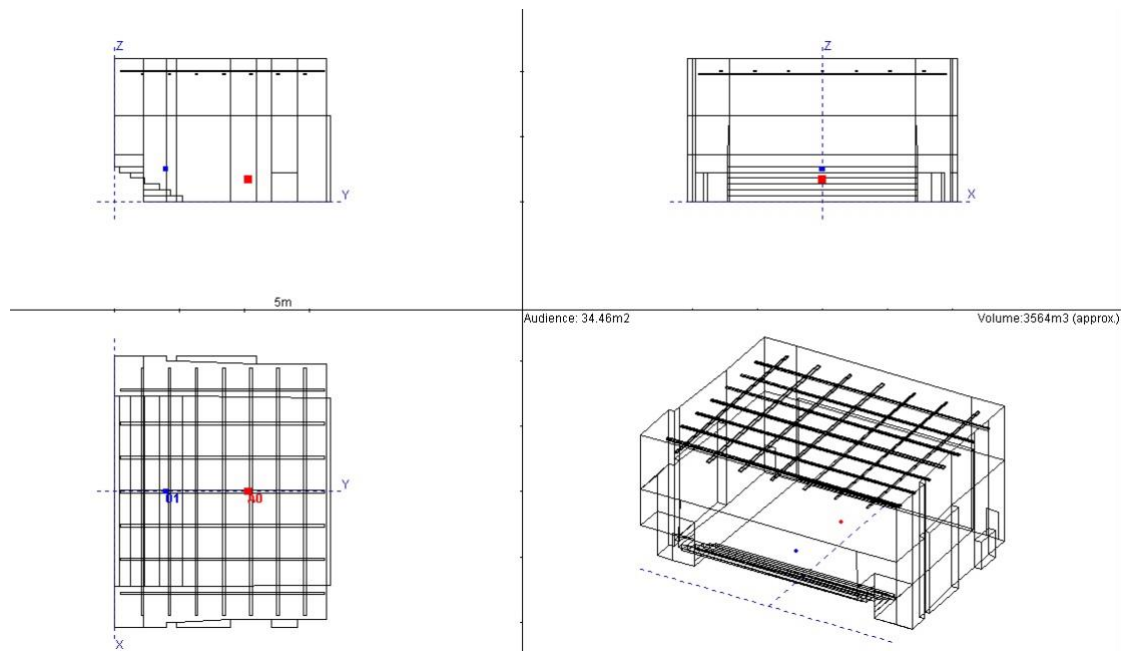 Z
Y
Z
X
5m
Audience: 34.46m2
Volume:3564m3 (approx.)
Y
01
A0
X